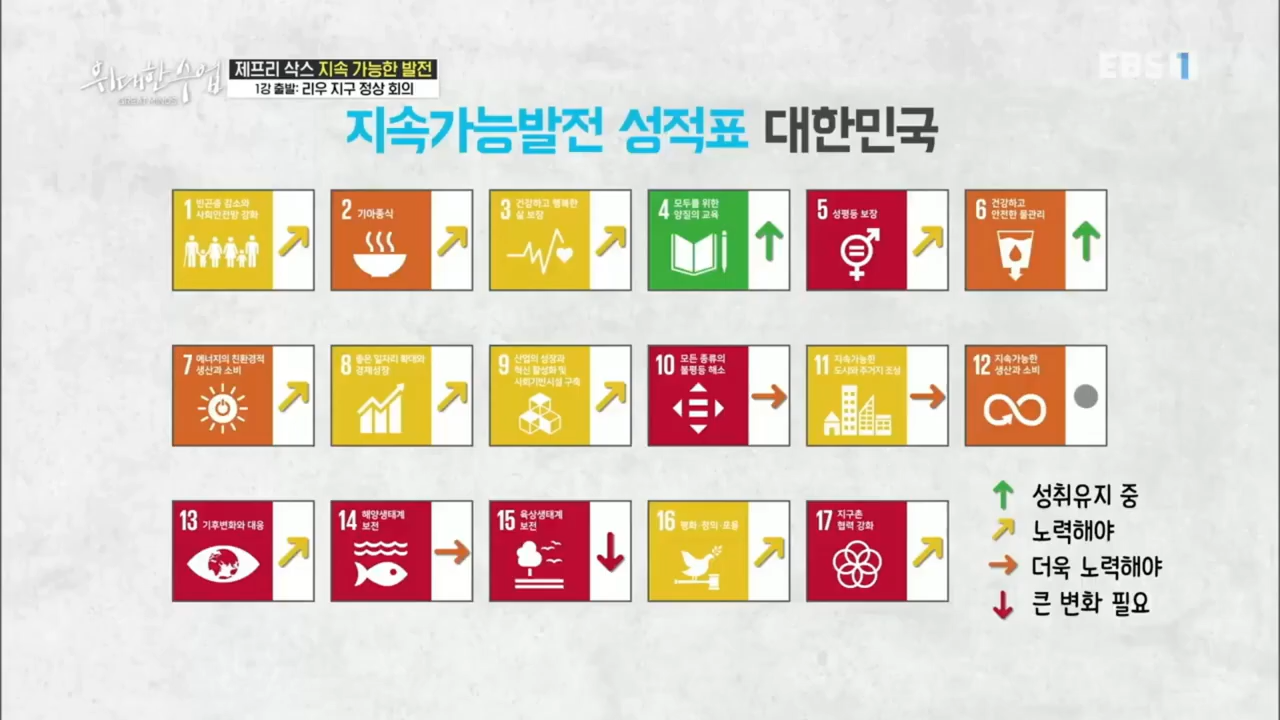 위대한 수업
GREAT MINDS
제프리 삭스 지속 가능한 발전
1강 출발: 리우 지구 정상 회의
EBS 1
지속가능발전 성적표 대한민국
1 빈곤층 감소와
사회안전망 강화
2 기아종식
3 건강하고 행복한
삶 보장
4 모두를 위한
양질의 교육
5 성평등 보장
6 건강하고
안전한 물관리
7 에너지의 친환경적
생산과 소비
8 좋은 일자리 확대와
경제성장
9 산업의 성장과
혁신 활성화 및
사회기반시설 구축
10 모든 종류의
불평등 해소
11 지속가능한
도시와 주거지 조성
12 지속가능한
생산과 소비
13 기후변화와 대응
14 해양생태계
보전
15 육상생태계
보전
16 평화·정의·포용
17 지구촌
협력 강화
성취유지 중
노력해야
더욱 노력해야
큰 변화 필요